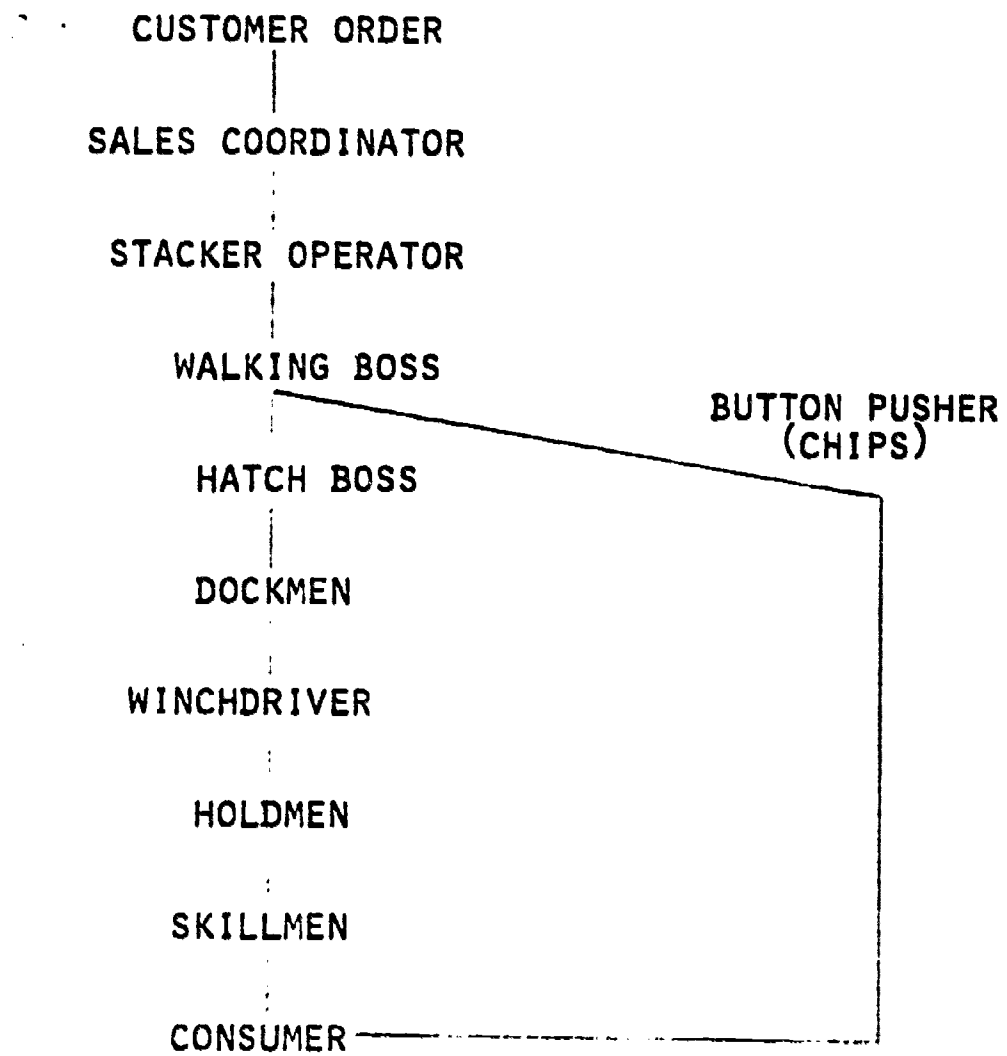 CUSTOMER ORDER
SALES COORDINATOR
STACKER OPERATOR
WALKING BOSS
BUTTON PUSHER
(CHIPS)
HATCH BOSS
DOCKMEN
WINCHDRIVER
HOLDMEN
SKILLMEN
CONSUMER